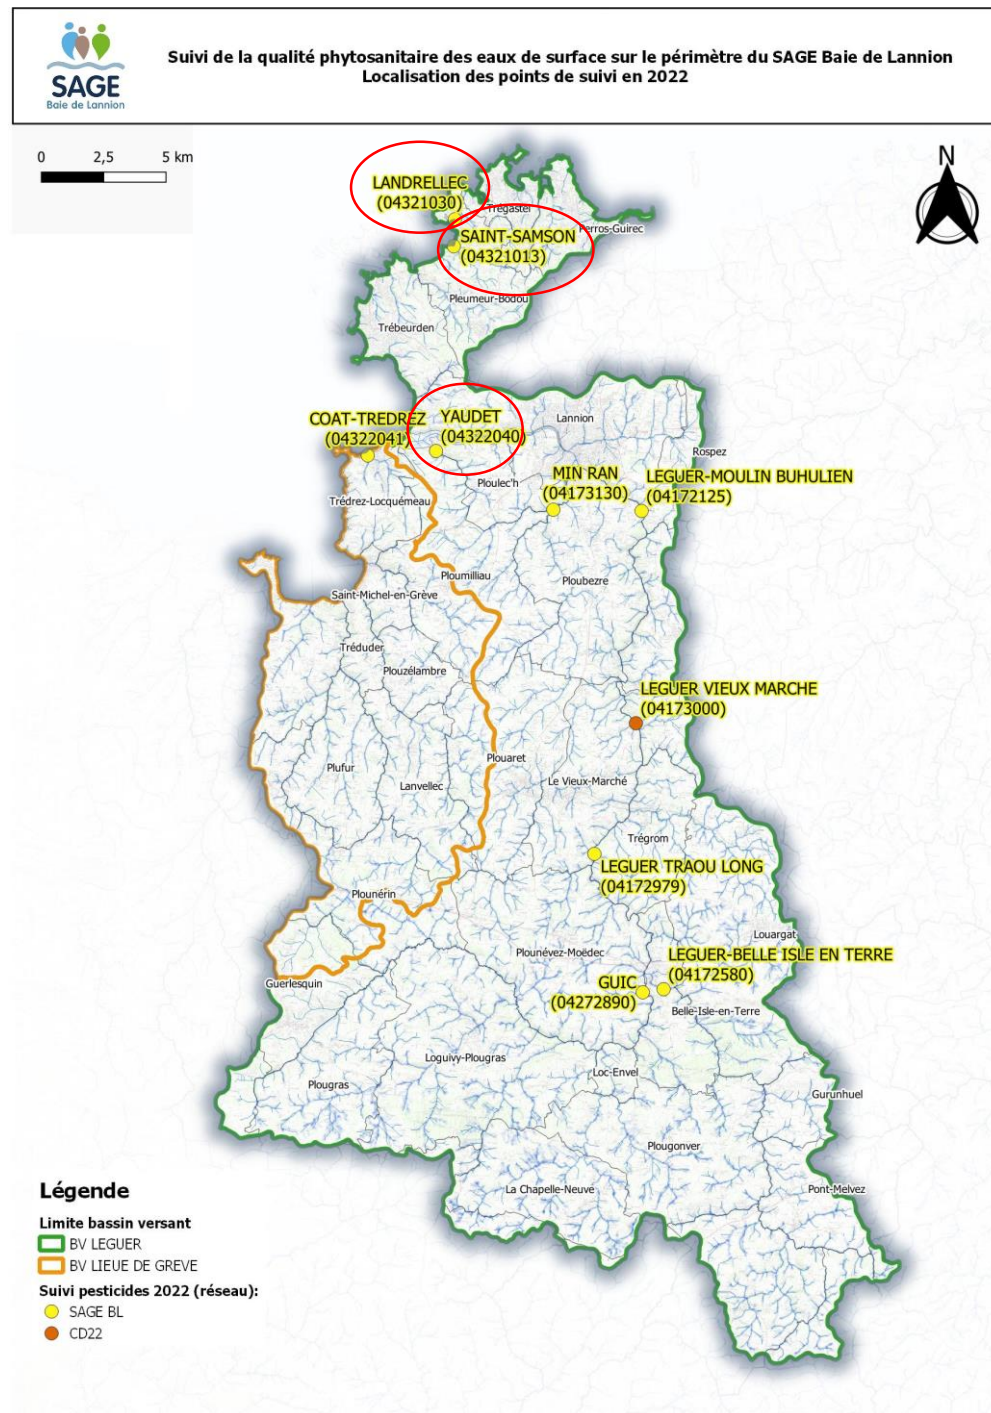 SAGE
Baie de Lannion
Suivi de la qualité phytosanitaire des eaux de surface sur le périmètre du SAGE Baie de Lannion
Localisation des points de suivi en 2022
0 2,5 5 km
N
LANDRELLEC
(04321030)
Trégastel
Perros-Guirec
SAINT-SAMSON
(04321013)
Pleumeur-Bodou
Trébeurden
COAT-TREDREZ
(04322041)
YAUDET
(04322040)
Lannion
Rospez
Ploulec'h
MIN RAN
(04173130)
LEGUER-MOULIN BUHULIEN
(04172125)
Trédrez-Locquémeau
Ploumilliau
Ploubezre
Saint-Michel-en-Grève
Tréduder
Plouzélambre
LEGUER VIEUX MARCHE
(04173000)
Plouaret
Plufur
Lanvellec
Le Vieux-Marché
Trégrom
LEGUER TRAOU LONG
(04172979)
Plounérin
Louargat
Plounévez-Moëdec
LEGUER-BELLE ISLE EN TERRE
(04172580)
GUIC
(04272890)
Guerlesquin
Belle-Isle-en-Terre
Loguivy-Plougras
Loc-Envel
Plougras
Gurunhuel
Plougonver
La Chapelle-Neuve
Pont-Melvez
Légende
Limite bassin versant
BV LEGUER
BV LIEUE DE GREVE
Suivi pesticides 2022 (réseau):
SAGE BL
CD22